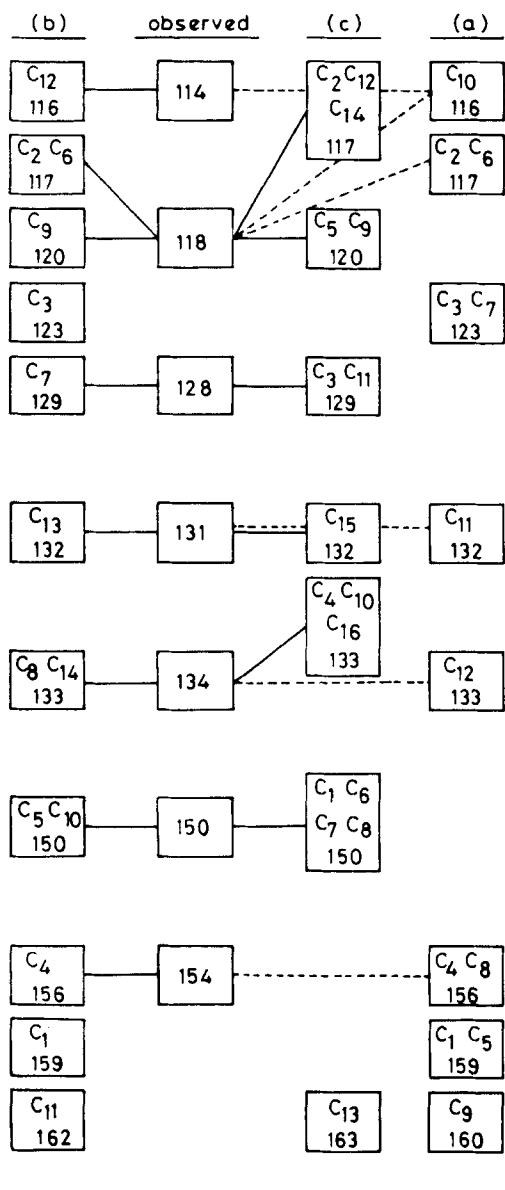 (b) observed (c) (a)
C₁₂ 114 C₂ C₁₂ C₁₀
116 C₁₄ 116
117
C₂ C₆ C₂ C₆
117 117
C₉ 118 C₅ C₉
120 120
C₃ C₃ C₇
123 123
C₇ 128 C₃ C₁₁
129 129
C₁₃ 131 C₁₅ C₁₁
132 132 132
C₄ C₁₀
C₁₆
133
C₈ C₁₄ 134 C₁₂
133 133
C₁ C₆
C₅ C₁₀ 150 C₇ C₈
150 150
C₄ 154 C₄ C₈
156 156
C₁ C₁ C₅
159 159
C₁₁ C₁₃ C₉
162 163 160